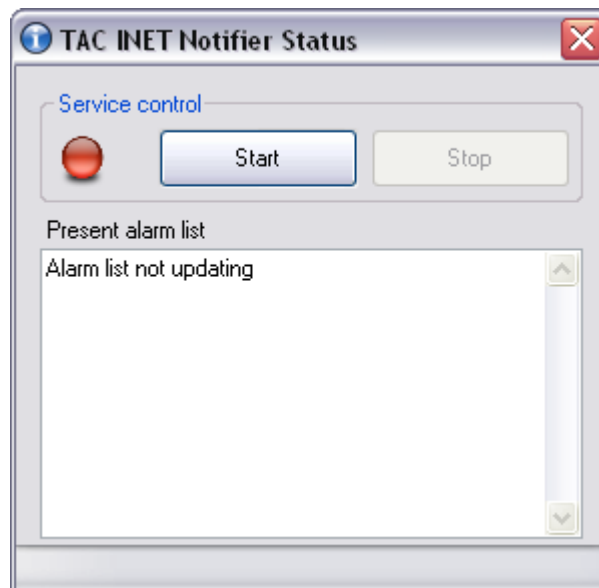 TAC INET Notifier Status
Service control
Start Stop
Present alarm list
Alarm list not updating